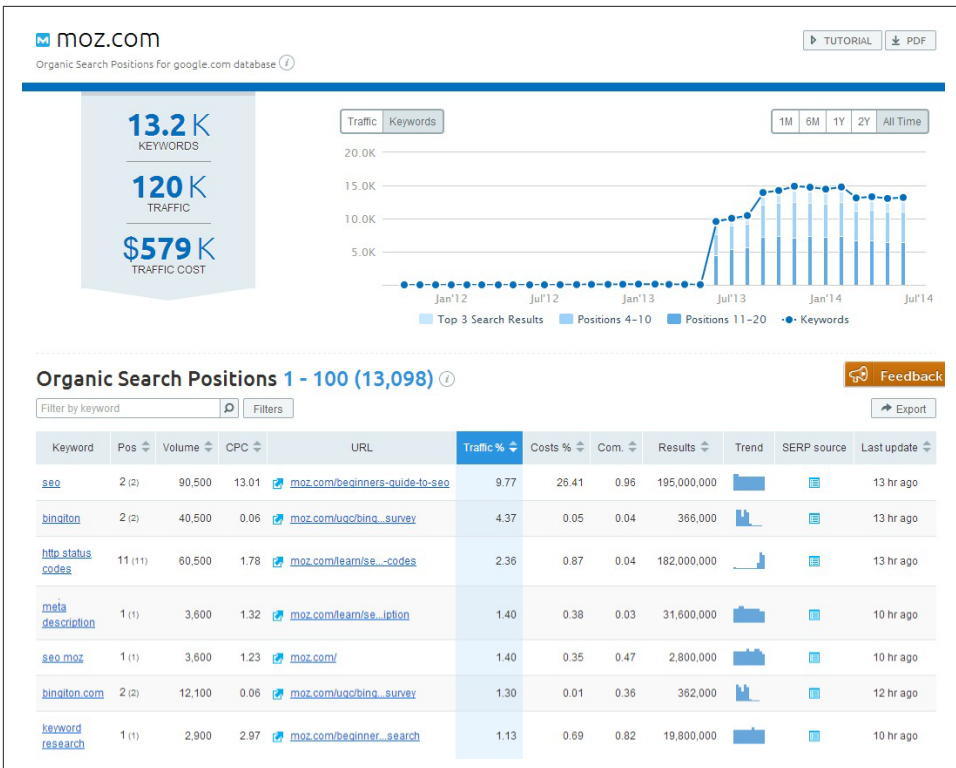 moz.com
TUTORIAL PDF
Organic Search Positions for google.com database i
13.2 K
KEYWORDS
120 K
TRAFFIC
$579 K
TRAFFIC COST
Traffic Keywords
1M 6M 1Y 2Y All Time
20.0K
15.0K
10.0K
5.0K
Jan'12 Jul'12 Jan'13 Jul'13 Jan'14 Jul'14
Top 3 Search Results Positions 4-10 Positions 11-20 Keywords
Organic Search Positions 1 - 100 (13,098) i
Feedback
Filter by keyword Filters Export
Keyword Pos Volume CPC URL Traffic % Costs % Com. Results Trend SERP source Last update
seo 2 (2) 90,500 13.01 moz.com/beginners-guide-to-seo 9.77 26.41 0.96 195,000,000 13 hr ago
bingiton 2 (2) 40,500 0.06 moz.com/ugc/bing...survey 4.37 0.05 0.04 366,000 13 hr ago
http status
codes 11 (11) 60,500 1.78 moz.com/learn/se...-codes 2.36 0.87 0.04 182,000,000 13 hr ago
meta
description 1 (1) 3,600 1.32 moz.com/learn/se...iption 1.40 0.38 0.03 31,600,000 10 hr ago
seo moz 1 (1) 3,600 1.23 moz.com/ 1.40 0.35 0.47 2,800,000 10 hr ago
bingiton.com 2 (2) 12,100 0.06 moz.com/ugc/bing...survey 1.30 0.01 0.36 362,000 12 hr ago
keyword
research 1 (1) 2,900 2.97 moz.com/beginner...search 1.13 0.69 0.82 19,800,000 10 hr ago